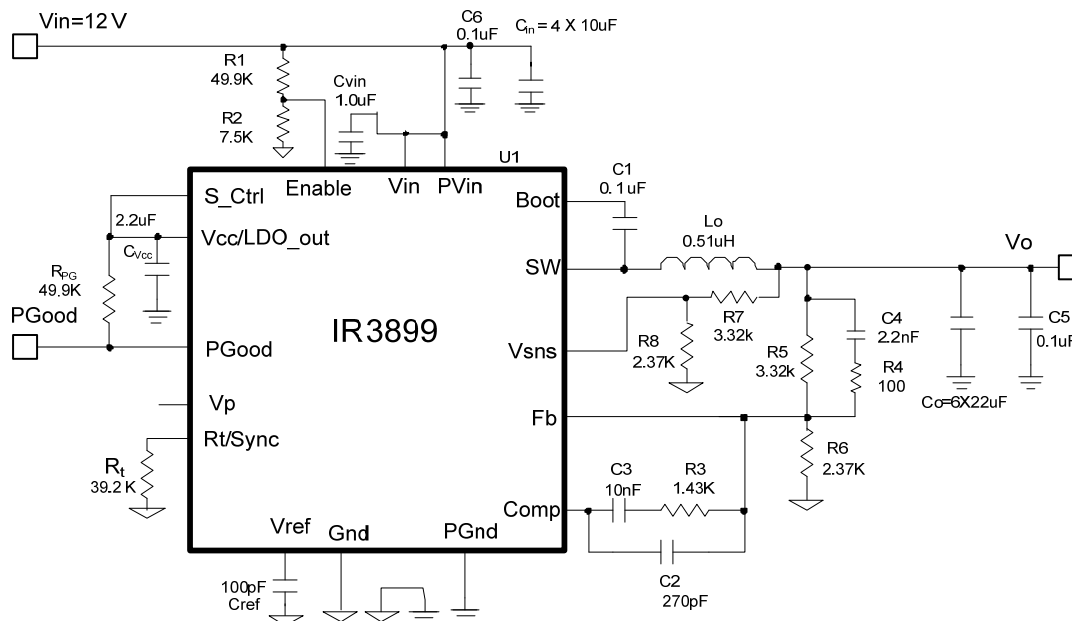 Vin=12 V
C6
0.1uF
Cin = 4 X 10uF
R1
49.9K
Cvin
1.0uF
R2
7.5K
U1
Enable
Vin
PVin
S_Ctrl
Boot
C1
0.1uF
2.2uF
Vcc/LDO_out
CVcc
Lo
0.51uH
Vo
SW
RPG
49.9K
PGood
IR3899
R7
3.32k
C4
2.2nF
C5
0.1uF
R8
2.37K
Vsns
R5
3.32k
R4
100
PGood
Co=6X22uF
Vp
Fb
Rt/Sync
R6
2.37K
Rt
39.2 K
C3
10nF
R3
1.43K
Comp
Vref
Gnd
PGnd
100pF
Cref
C2
270pF